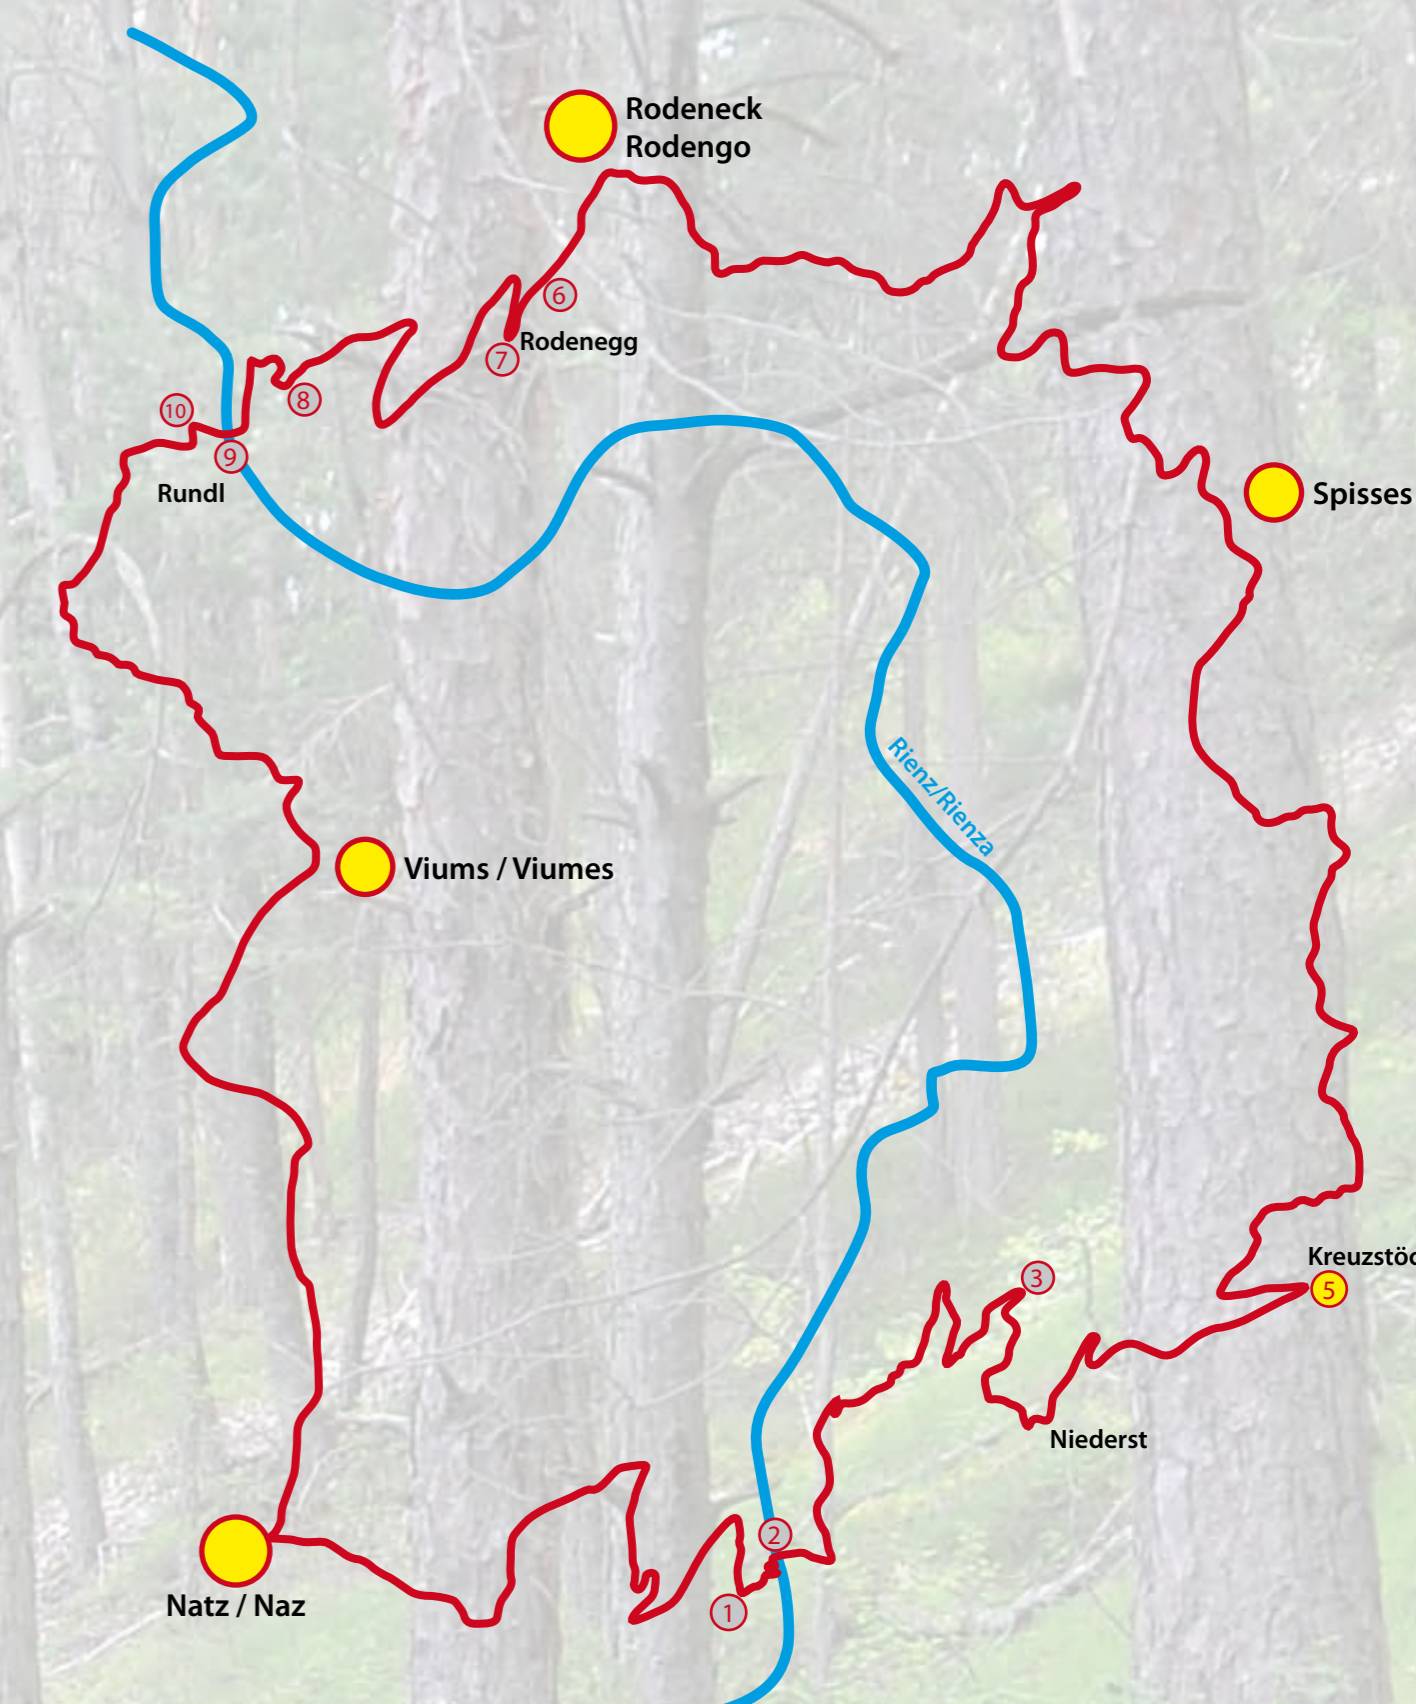 Rodeneck
Rodengo
6
Rodenegg
7
8
10
9
Rundl
Spisses
Rienz/Rienza
Viums / Viumes
Kreuzstöc
5
3
Niederst
2
1
Natz / Naz